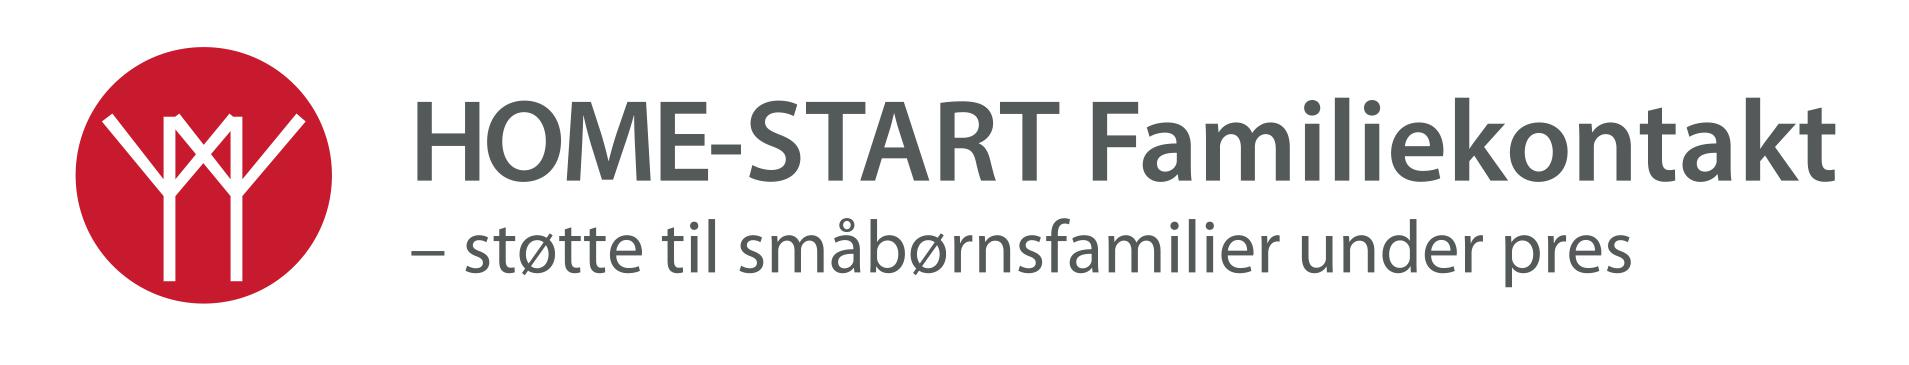 HOME-START Familiekontakt
– støtte til småbørnsfamilier under pres